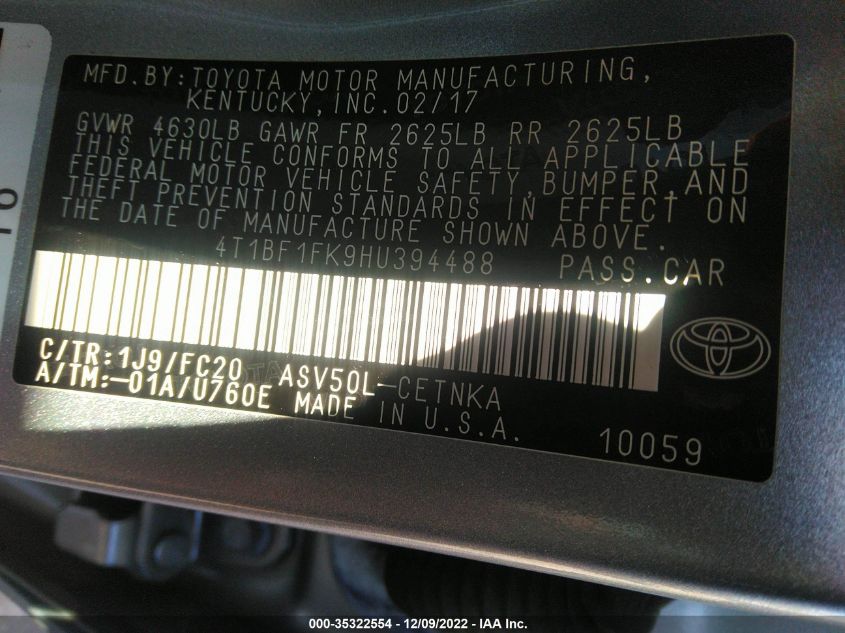 MFD.BY:TOYOTA MOTOR MANUFACTURING,
KENTUCKY,INC.02/17
GVWR 4630LB GAWR FR 2625LB RR 2625LB
THIS VEHICLE CONFORMS TO ALL APPLICABLE
FEDERAL MOTOR VEHICLE SAFETY,BUMPER,AND
THEFT PREVENTION STANDARDS IN EFFECT ON
THE DATE OF MANUFACTURE SHOWN ABOVE.
4T1BF1FK9HU394488 PASS.CAR
C/TR:1J9/FC20 ASV50L-CETNKA
A/TM:-01A/U760E MADE IN U.S.A.
10059
000-35322554 - 12/09/2022 - IAA Inc.